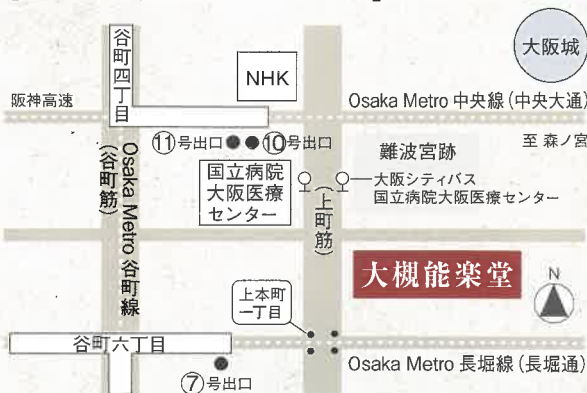 大阪城
谷町四丁目
NHK
阪神高速
Osaka Metro 中央線(中央大通)
⑪号出口
⑩号出口
至 森ノ宮
難波宮跡
国立病院
大阪医療
センター
大阪シティバス
国立病院大阪医療センター
Osaka Metro 谷町線
(谷町筋)
(上町筋)
大槻能楽堂
N
上本町
一丁目
谷町六丁目
Osaka Metro 長堀線(長堀通)
⑦号出口